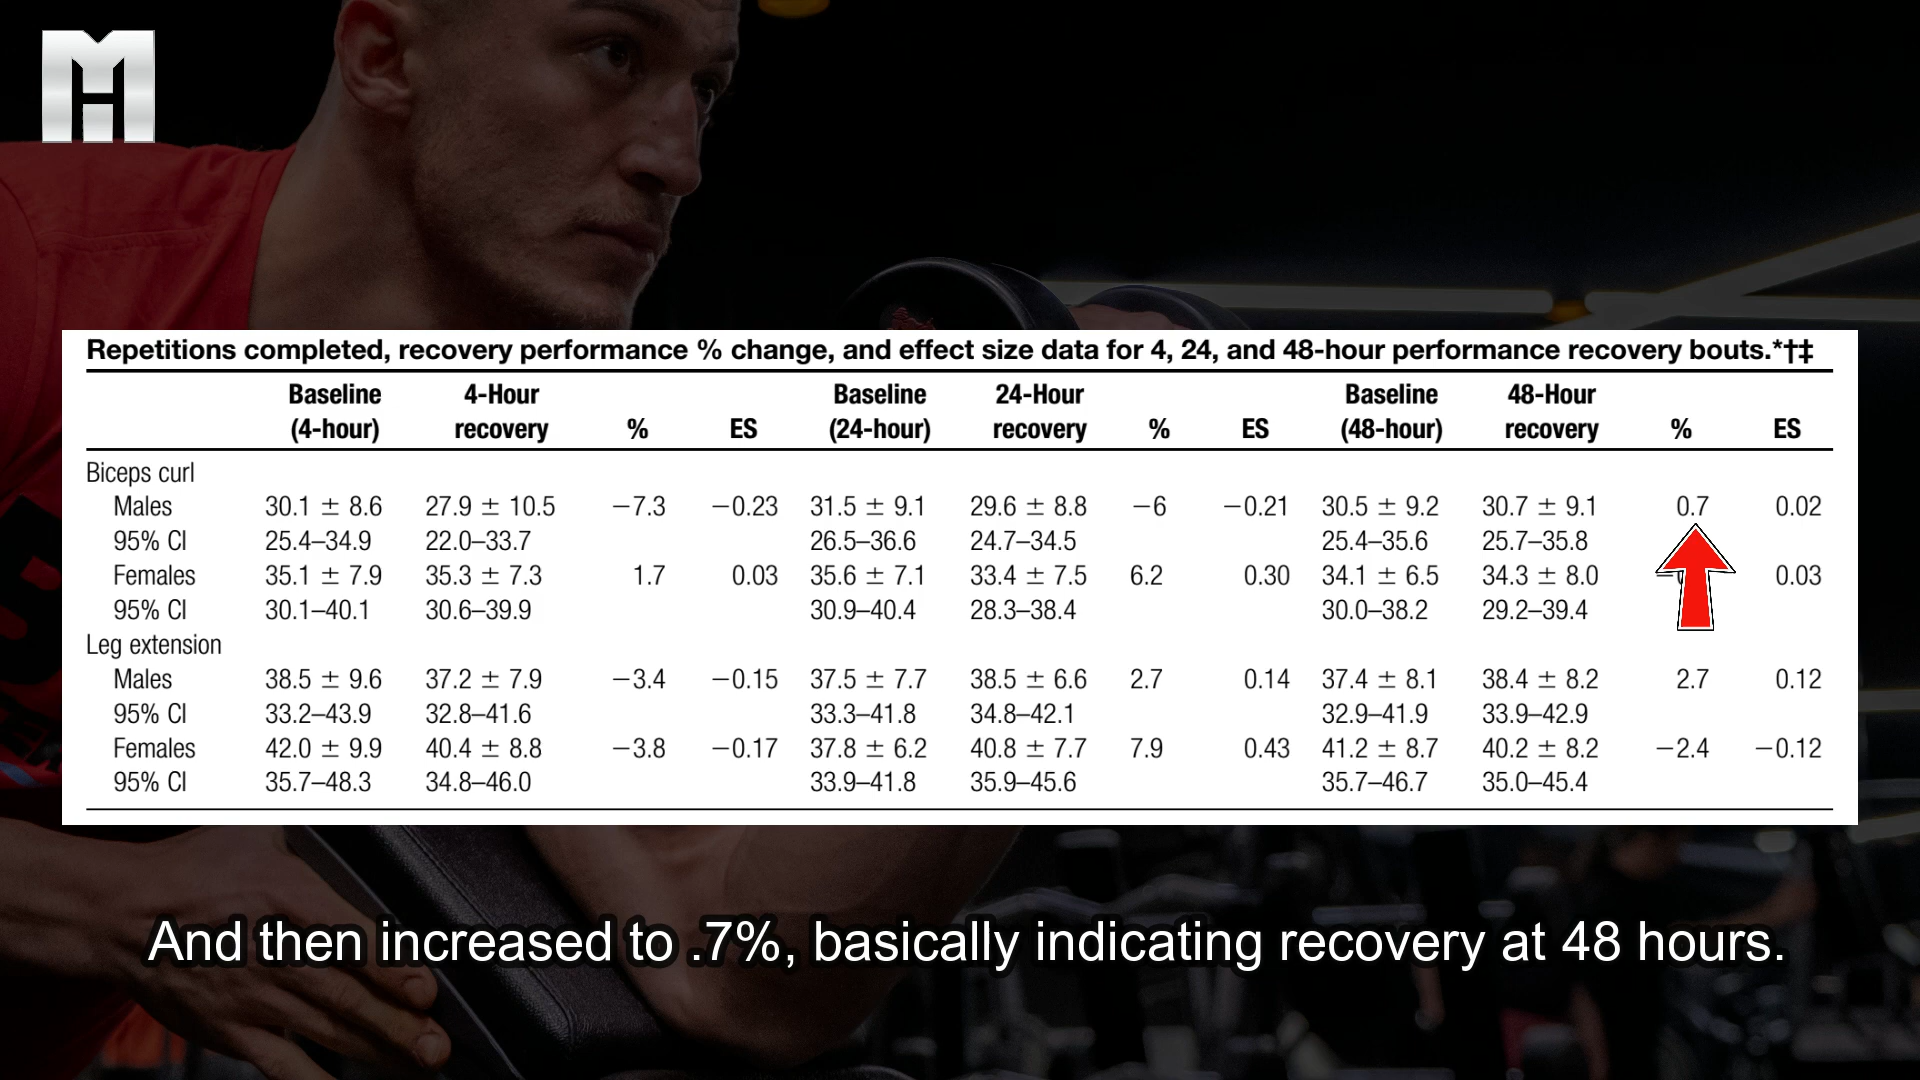 MH
Repetitions completed, recovery performance % change, and effect size data for 4, 24, and 48-hour performance recovery bouts.*†‡
Baseline (4-hour) 4-Hour recovery % ES Baseline (24-hour) 24-Hour recovery % ES Baseline (48-hour) 48-Hour recovery % ES
Biceps curl
Males 30.1 ± 8.6 27.9 ± 10.5 −7.3 −0.23 31.5 ± 9.1 29.6 ± 8.8 −6 −0.21 30.5 ± 9.2 30.7 ± 9.1 0.7 0.02
95% CI 25.4–34.9 22.0–33.7 26.5–36.6 24.7–34.5 25.4–35.6 25.7–35.8
Females 35.1 ± 7.9 35.3 ± 7.3 1.7 0.03 35.6 ± 7.1 33.4 ± 7.5 6.2 0.30 34.1 ± 6.5 34.3 ± 8.0 0.03
95% CI 30.1–40.1 30.6–39.9 30.9–40.4 28.3–38.4 30.0–38.2 29.2–39.4
Leg extension
Males 38.5 ± 9.6 37.2 ± 7.9 −3.4 −0.15 37.5 ± 7.7 38.5 ± 6.6 2.7 0.14 37.4 ± 8.1 38.4 ± 8.2 2.7 0.12
95% CI 33.2–43.9 32.8–41.6 33.3–41.8 34.8–42.1 32.9–41.9 33.9–42.9
Females 42.0 ± 9.9 40.4 ± 8.8 −3.8 −0.17 37.8 ± 6.2 40.8 ± 7.7 7.9 0.43 41.2 ± 8.7 40.2 ± 8.2 −2.4 −0.12
95% CI 35.7–48.3 34.8–46.0 33.9–41.8 35.9–45.6 35.7–46.7 35.0–45.4
And then increased to .7%, basically indicating recovery at 48 hours.